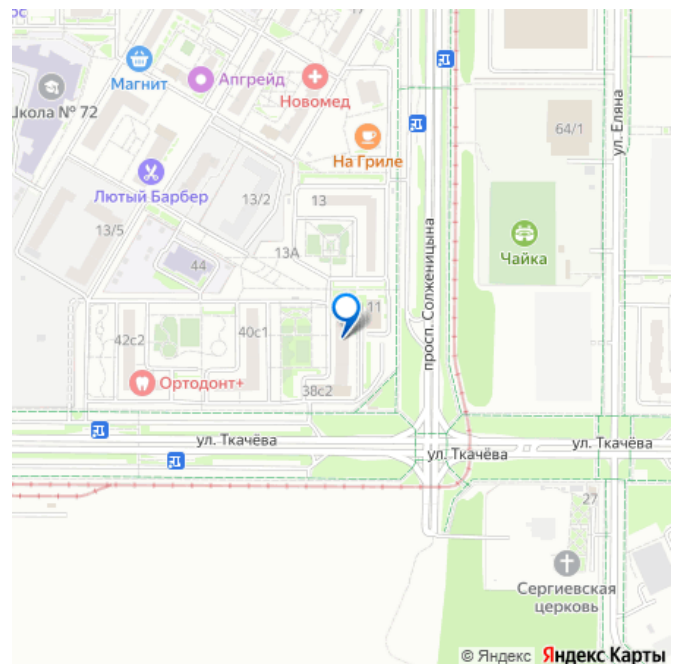 Магнит
Апгрейд
Новомед
Школа № 72
На Гриле
64/1
ул. Еляна
Лютый Барбер
13/2
13
13/5
13А
44
Чайка
просп. Солженицына
11
42с2
40с1
38с2
Ортодонт+
ул. Ткачёва
ул. Ткачёва
ул. Ткачёва
27
Сергиевская
церковь
© Яндекс Яндекс Карты